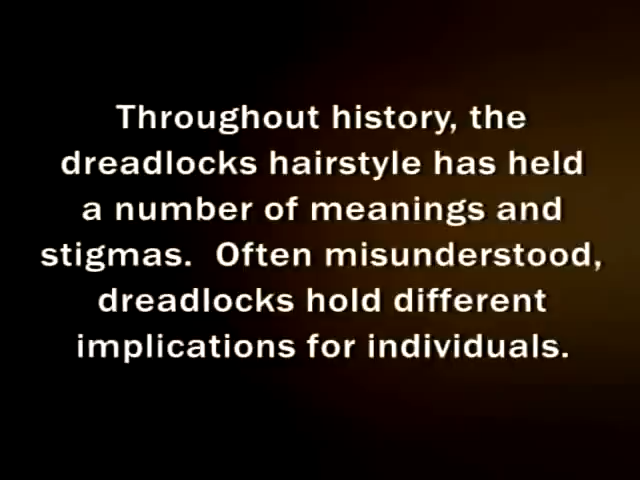 Throughout history, the
dreadlocks hairstyle has held
a number of meanings and
stigmas.  Often misunderstood,
dreadlocks hold different
implications for individuals.